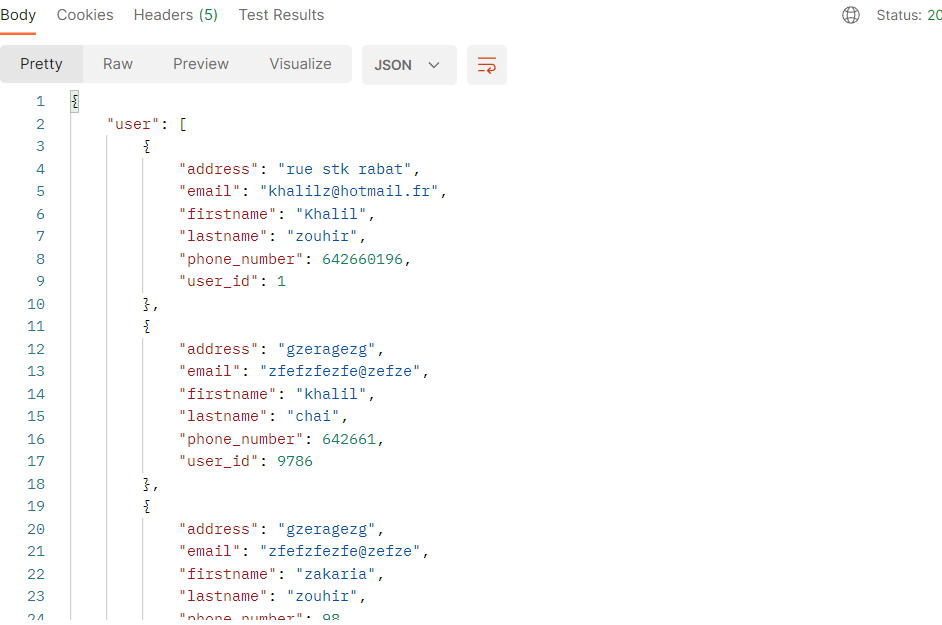 Body Cookies Headers (5) Test Results Status: 20
Pretty Raw Preview Visualize JSON
1 {
2 "user": [
3 {
4 "address": "rue stk rabat",
5 "email": "khalilz@hotmail.fr",
6 "firstname": "Khalil",
7 "lastname": "zouhir",
8 "phone_number": 642660196,
9 "user_id": 1
10 },
11 {
12 "address": "gzeragezg",
13 "email": "zfefzfezfe@zefze",
14 "firstname": "khalil",
15 "lastname": "chai",
16 "phone_number": 642661,
17 "user_id": 9786
18 },
19 {
20 "address": "gzeragezg",
21 "email": "zfefzfezfe@zefze",
22 "firstname": "zakaria",
23 "lastname": "zouhir",
24 "phone_number": 98